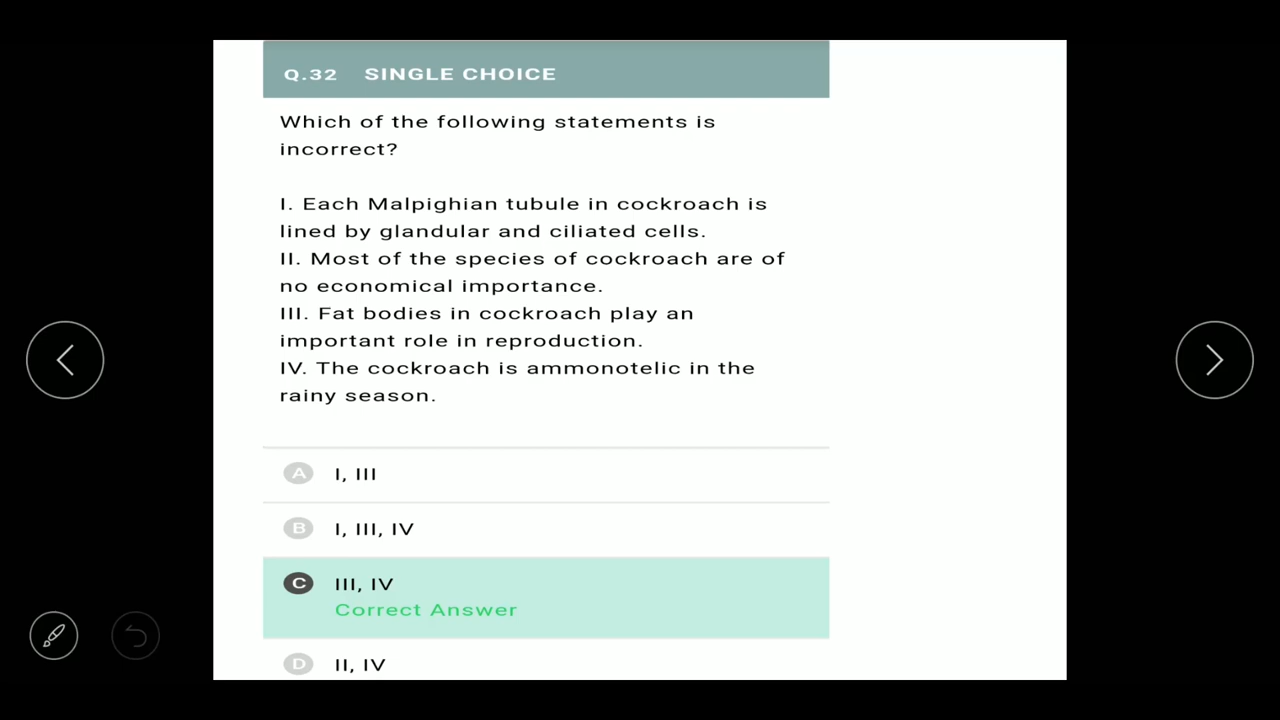 Q.32 SINGLE CHOICE
Which of the following statements is
incorrect?
I. Each Malpighian tubule in cockroach is
lined by glandular and ciliated cells.
II. Most of the species of cockroach are of
no economical importance.
III. Fat bodies in cockroach play an
important role in reproduction.
IV. The cockroach is ammonotelic in the
rainy season.
A I, III
B I, III, IV
C III, IV
Correct Answer
D II, IV